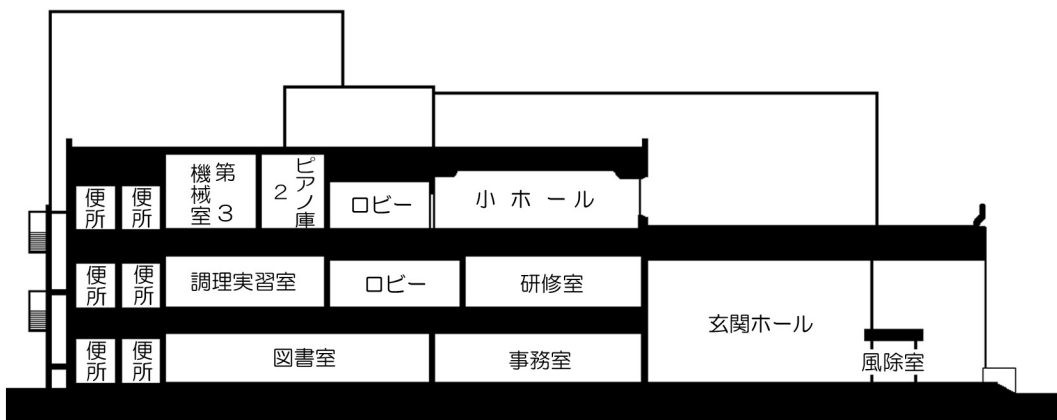 便所
便所
第3
機械室
ピアノ庫
2
ロビー
小ホール
便所
便所
調理実習室
ロビー
研修室
便所
便所
図書室
事務室
玄関ホール
風除室